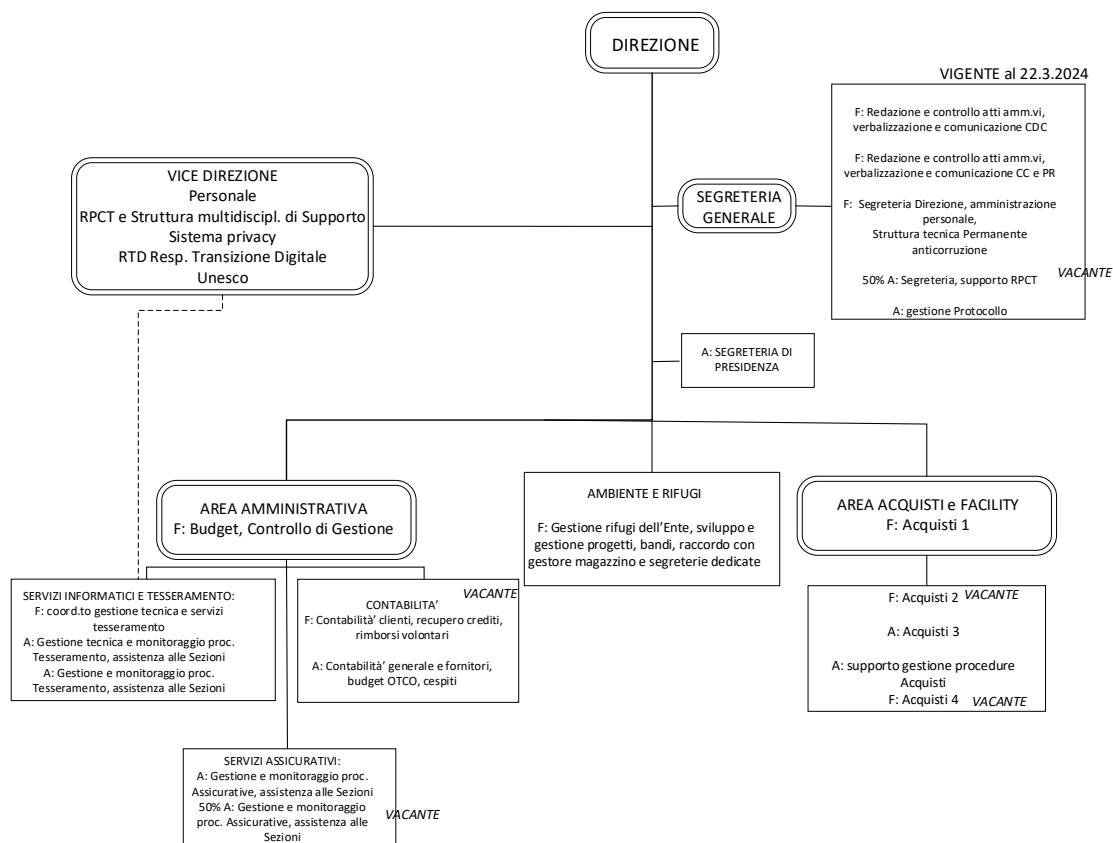 DIREZIONE
VIGENTE al 22.3.2024
F: Redazione e controllo atti amm.vi,
verbalizzazione e comunicazione CDC
F: Redazione e controllo atti amm.vi,
verbalizzazione e comunicazione CC e PR
F:  Segreteria Direzione, amministrazione
personale,
Struttura tecnica Permanente
anticorruzione
50% A: Segreteria, supporto RPCT
VACANTE
A: gestione Protocollo
VICE DIREZIONE
Personale
RPCT e Struttura multidiscipl. di Supporto
Sistema privacy
RTD Resp. Transizione Digitale
Unesco
SEGRETERIA
GENERALE
A: SEGRETERIA DI
PRESIDENZA
AREA AMMINISTRATIVA
F: Budget, Controllo di Gestione
AMBIENTE E RIFUGI
F: Gestione rifugi dell’Ente, sviluppo e
gestione progetti, bandi, raccordo con
gestore magazzino e segreterie dedicate
AREA ACQUISTI e FACILITY
F: Acquisti 1
SERVIZI INFORMATICI E TESSERAMENTO:
F: coord.to gestione tecnica e servizi
tesseramento
A: Gestione tecnica e monitoraggio proc.
Tesseramento, assistenza alle Sezioni
A: Gestione e monitoraggio proc.
Tesseramento, assistenza alle Sezioni
VACANTE
CONTABILITA’
F: Contabilità’ clienti, recupero crediti,
rimborsi volontari
A: Contabilità’ generale e fornitori,
budget OTCO, cespiti
F: Acquisti 2
VACANTE
A: Acquisti 3
A: supporto gestione procedure
Acquisti
F: Acquisti 4
VACANTE
SERVIZI ASSICURATIVI:
A: Gestione e monitoraggio proc.
Assicurative, assistenza alle Sezioni
50% A: Gestione e monitoraggio
proc. Assicurative, assistenza alle
Sezioni
VACANTE